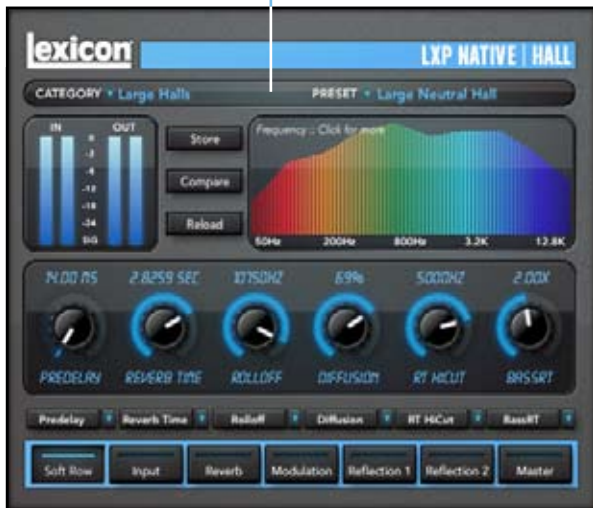 lexicon
LXP NATIVE | HALL
CATEGORY Large Halls PRESET Large Neutral Hall
IN OUT
0
-2
-6
-12
-18
-24
SIG
Store
Compare
Reload
Frequency :: Click for more
50Hz 200Hz 800Hz 3.2K 12.8K
14.00 MS 2.8259 SEC 10750HZ 69% 5000HZ 2.00X
PREDELAY REVERB TIME ROLLOFF DIFFUSION RT HICUT BASSRT
Predelay Reverb Time Rolloff Diffusion RT HiCut BassRT
Soft Row Input Reverb Modulation Reflection 1 Reflection 2 Master